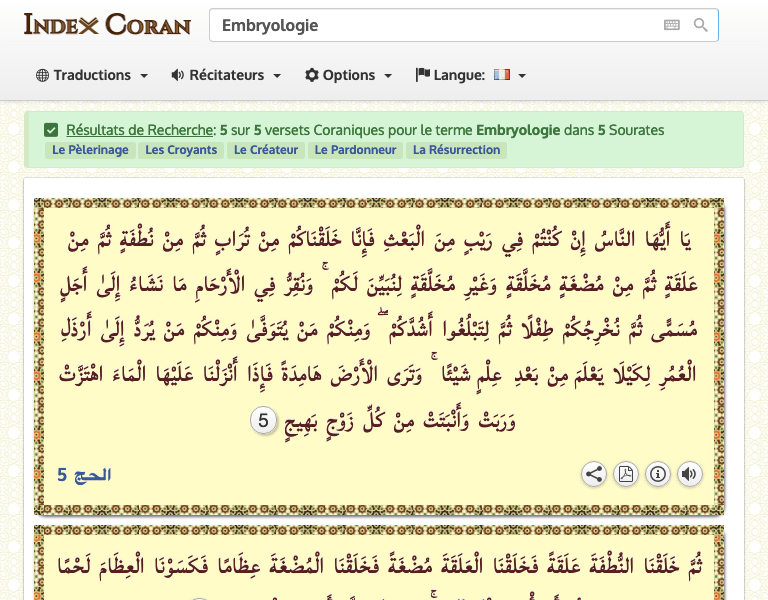 Index Coran
Embryologie
Traductions
Récitateurs
Options
Langue:
Résultats de Recherche: 5 sur 5 versets Coraniques pour le terme Embryologie dans 5 Sourates
Le Pèlerinage Les Croyants Le Créateur Le Pardonneur La Résurrection
يَا أَيُّهَا النَّاسُ إِنْ كُنْتُمْ فِي رَيْبٍ مِنَ الْبَعْثِ فَإِنَّا خَلَقْنَاكُمْ مِنْ تُرَابٍ ثُمَّ مِنْ نُطْفَةٍ ثُمَّ مِنْ
عَلَقَةٍ ثُمَّ مِنْ مُضْغَةٍ مُخَلَّقَةٍ وَغَيْرِ مُخَلَّقَةٍ لِنُبَيِّنَ لَكُمْ ۚ وَنُقِرُّ فِي الْأَرْحَامِ مَا نَشَاءُ إِلَىٰ أَجَلٍ
مُسَمًّى ثُمَّ نُخْرِجُكُمْ طِفْلًا ثُمَّ لِتَبْلُغُوا أَشُدَّكُمْ ۖ وَمِنْكُمْ مَنْ يُتَوَفَّىٰ وَمِنْكُمْ مَنْ يُرَدُّ إِلَىٰ أَرْذَلِ
الْعُمُرِ لِكَيْلَا يَعْلَمَ مِنْ بَعْدِ عِلْمٍ شَيْئًا ۚ وَتَرَى الْأَرْضَ هَامِدَةً فَإِذَا أَنْزَلْنَا عَلَيْهَا الْمَاءَ اهْتَزَّتْ
وَرَبَتْ وَأَنْبَتَتْ مِنْ كُلِّ زَوْجٍ بَهِيجٍ 5
الحج 5
ثُمَّ خَلَقْنَا النُّطْفَةَ عَلَقَةً فَخَلَقْنَا الْعَلَقَةَ مُضْغَةً فَخَلَقْنَا الْمُضْغَةَ عِظَامًا فَكَسَوْنَا الْعِظَامَ لَحْمًا